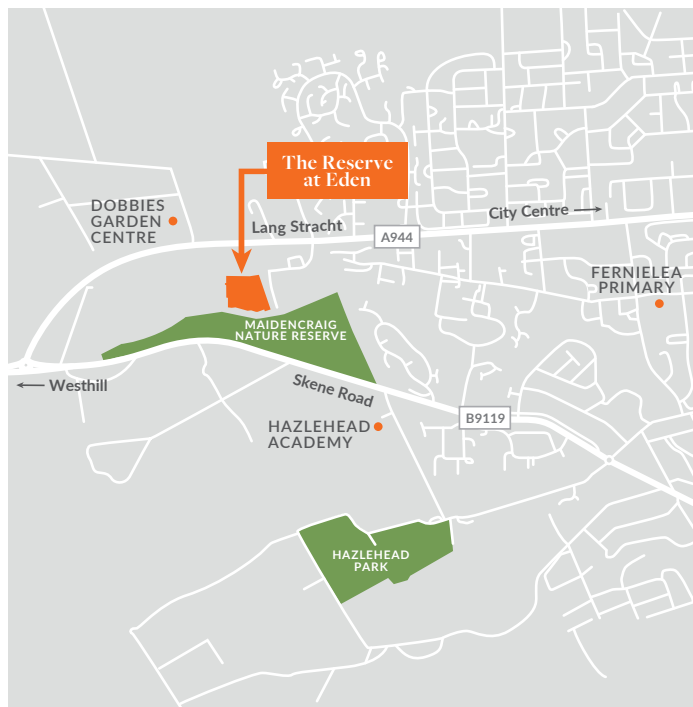 The Reserve
at Eden
DOBBIES
GARDEN
CENTRE
Lang Stracht
City Centre
A944
FERNIELEA
PRIMARY
MAIDENCRAIG
NATURE RESERVE
Westhill
Skene Road
B9119
HAZLEHEAD
ACADEMY
HAZLEHEAD
PARK